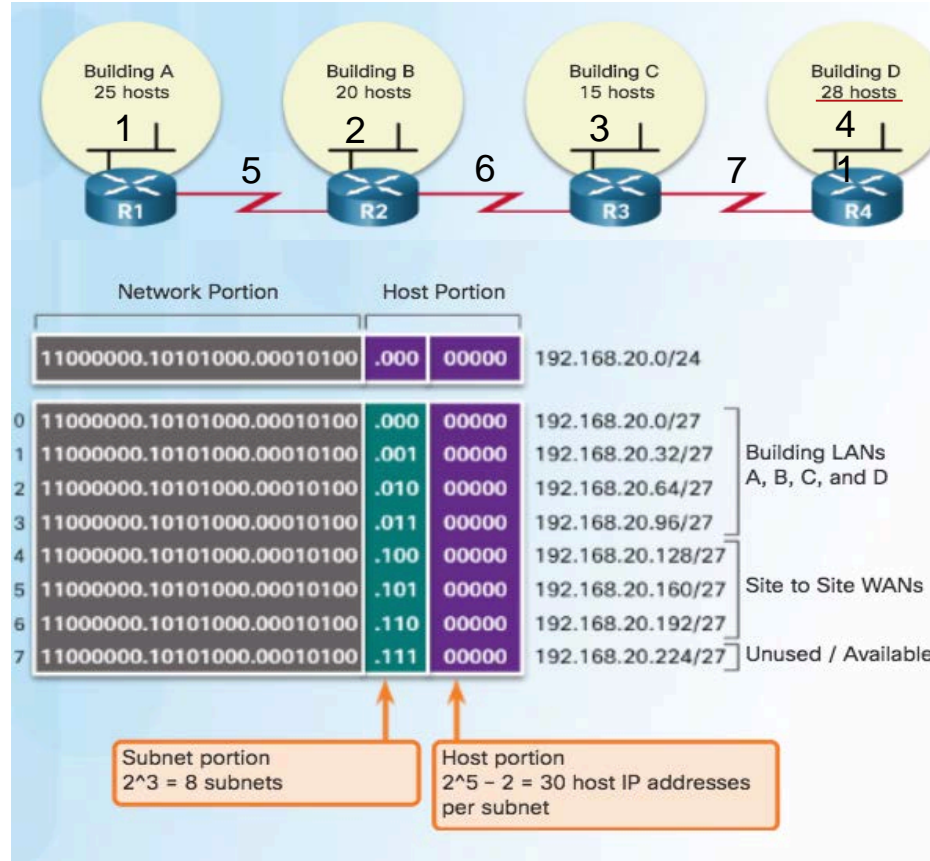 Building A
25 hosts
Building B
20 hosts
Building C
15 hosts
Building D
28 hosts
1
2
3
4
5
6
7
1
R1
R2
R3
R4
Network Portion
Host Portion
11000000.10101000.00010100 .000 00000 192.168.20.0/24
0 11000000.10101000.00010100 .000 00000 192.168.20.0/27
1 11000000.10101000.00010100 .001 00000 192.168.20.32/27
2 11000000.10101000.00010100 .010 00000 192.168.20.64/27
3 11000000.10101000.00010100 .011 00000 192.168.20.96/27
Building LANs
A, B, C, and D
4 11000000.10101000.00010100 .100 00000 192.168.20.128/27
5 11000000.10101000.00010100 .101 00000 192.168.20.160/27
6 11000000.10101000.00010100 .110 00000 192.168.20.192/27
Site to Site WANs
7 11000000.10101000.00010100 .111 00000 192.168.20.224/27
Unused / Available
Subnet portion
2^3 = 8 subnets
Host portion
2^5 – 2 = 30 host IP addresses
per subnet